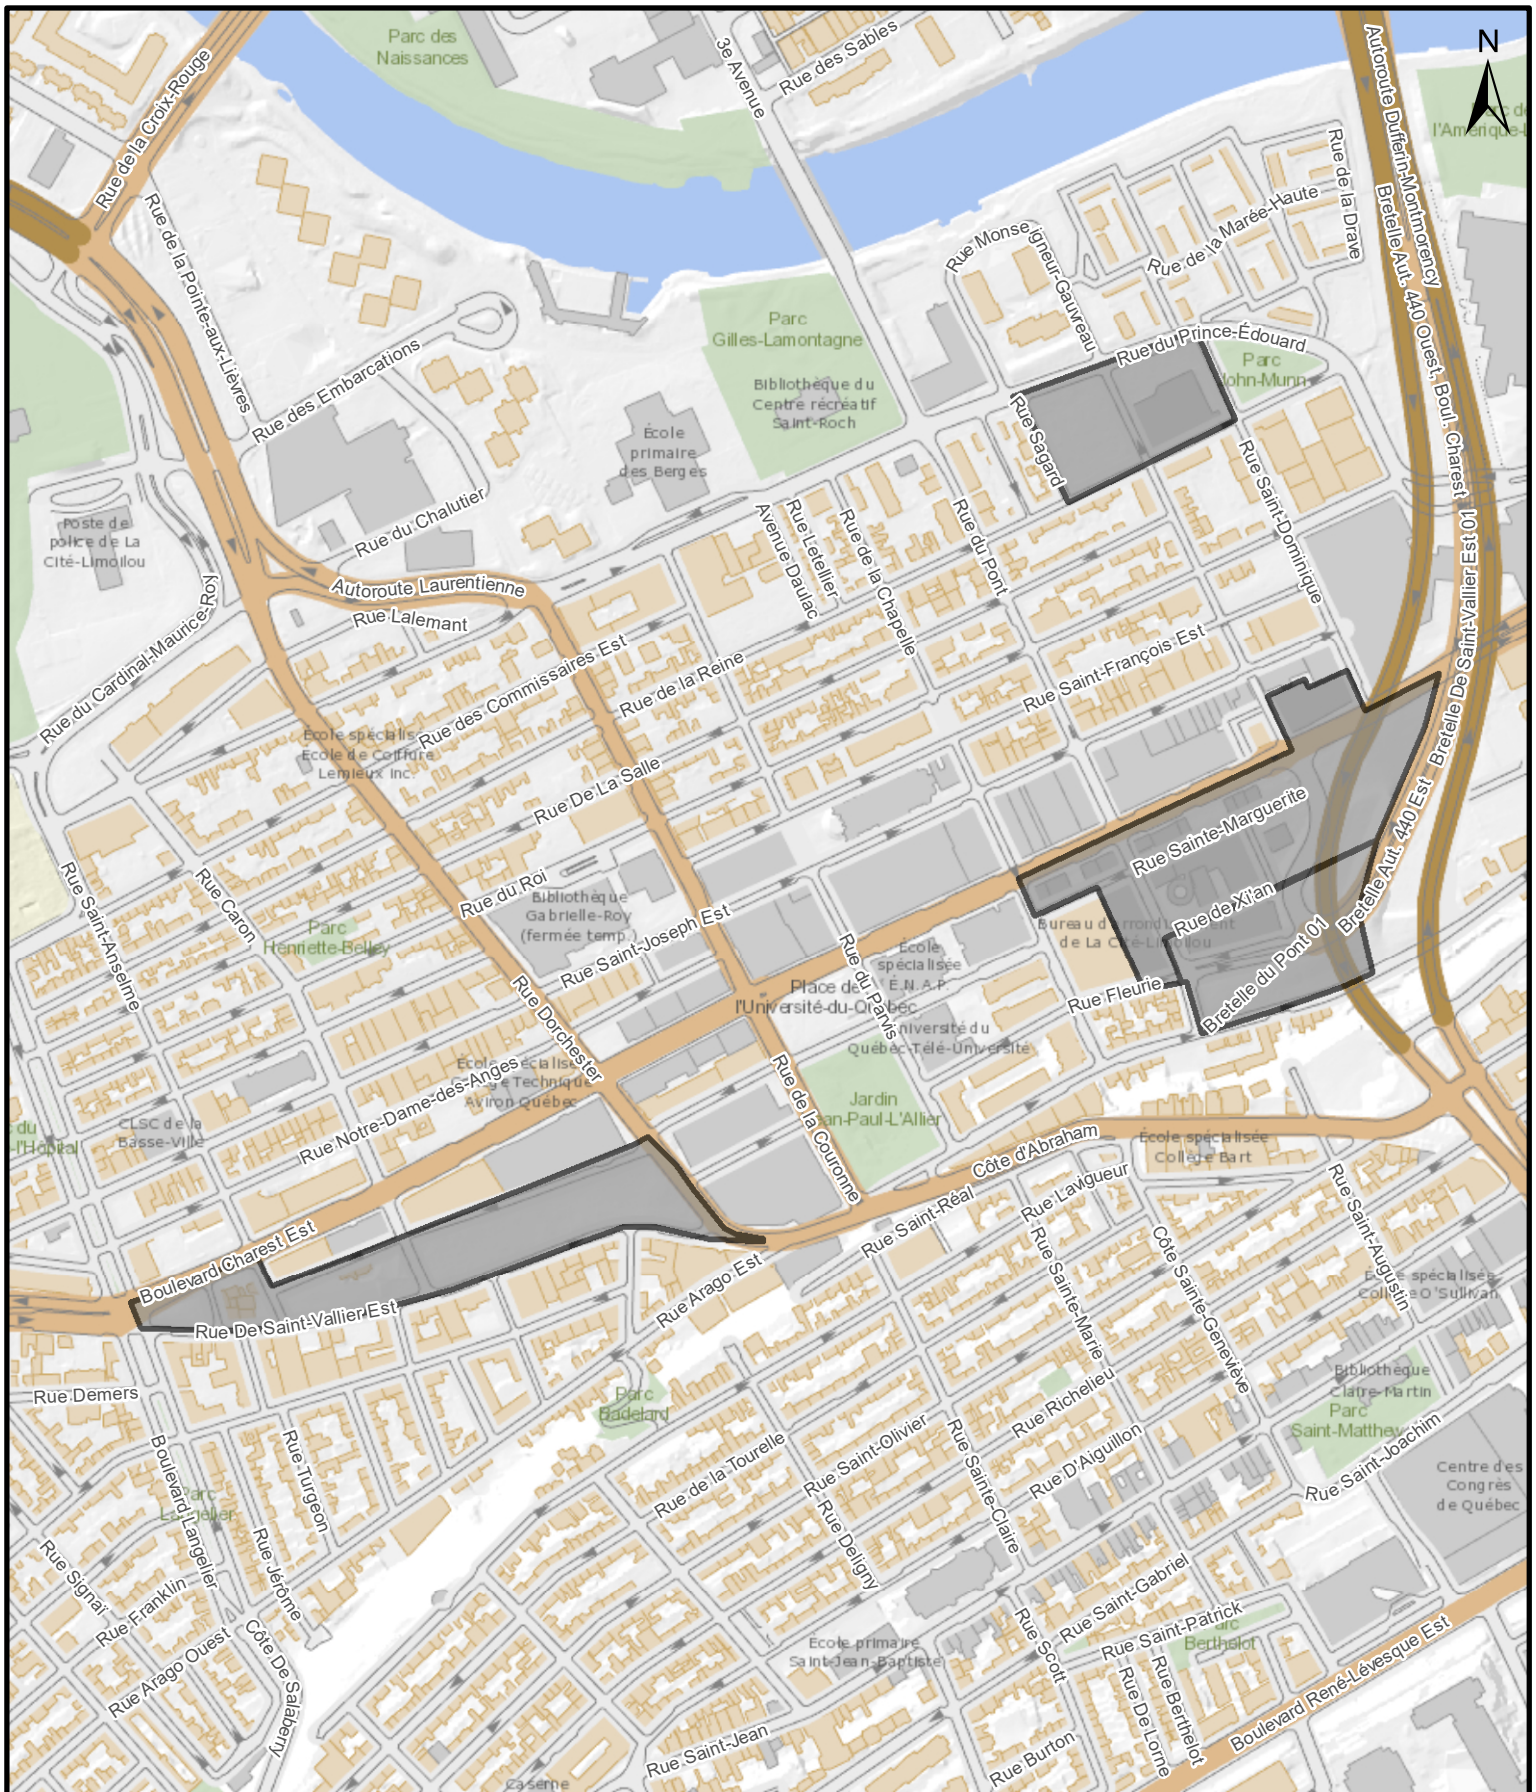 Parc des
Naissances
3e Avenue
Rue des Sables
Autoroute Dufferin-Montmorency
N
Rue de la Croix-Rouge
Rue de la Pointe-aux-Lièvres
Rue Monseigneur-Gauvreau
Rue de la Marée-Haute
Rue de la Drave
Bretelle Aut. 440 Ouest, Boul. Charest
Parc
Gilles-Lamontagne
Rue du Prince-Édouard
Parc
John-Munn
Rue des Embarcations
Bibliothèque du
Centre récréatif
Saint-Roch
École
primaire
des Berges
Rue Sagard
Rue Saint-Dominique
Rue du Chalutier
Poste de
police de La
Cité-Limoilou
Avenue Daulac
Rue Letellier
Rue de la Chapelle
Rue du Pont
Bretelle De Saint-Vallier Est 01
Autoroute Laurentienne
Rue Lalemant
Rue du Cardinal-Maurice-Roy
Rue des Commissaires Est
Rue de la Reine
Rue Saint-François Est
Bretelle De Saint-Vallier Est
École spécialisée
École de Coiffure
Lemieux Inc.
Rue De La Salle
Rue Sainte-Marguerite
Bretelle Aut. 440 Est
Rue Saint-Anselme
Rue Caron
Rue du Roi
Bibliothèque
Gabrielle-Roy
(fermée temp.)
Rue Saint-Joseph Est
Parc
Henriette-Belley
Rue de Xi'an
Rue du Parvis
École
spécialisée
É.N.A.P.
Place de
l'Université-du-Québec
Rue Fleurie
Bretelle du Pont 01
Rue Dorchester
Université du
Québec-Télé-Université
Rue Notre-Dame-des-Anges
Aviron Québec
Rue de la Couronne
Jardin
CLSC de la
Basse-Ville
du
Côte d'Abraham
École spécialisée
Collège Bart
Rue Lavigueur
Rue Saint-Réal
Rue Saint-Augustin
Boulevard Charest Est
Rue De Saint-Vallier Est
Rue Arago Est
Rue Sainte-Marie
Côte Sainte-Geneviève
Rue Demers
Parc
Badelard
Rue Richelieu
Bibliothèque
Claire-Martin
Parc
Rue Saint-Joachim
Boulevard Langelier
Rue Turgeon
Rue de la Tourelle
Rue Saint-Olivier
Rue Sainte-Claire
Rue D'Aiguillon
Centre des
Congrès
de Québec
Parc
Rue Deligny
Rue Signaï
Rue Franklin
Rue Jérôme
Rue Arago Ouest
Côte De Salaberry
Rue Saint-Gabriel
Rue Saint-Patrick
Berthelot
Rue Scott
École primaire
Saint-Jean-Baptiste
Rue De Lorne
Rue Berthelot
Boulevard René-Lévesque Est
Rue Saint-Jean
Rue Burton
Caserne